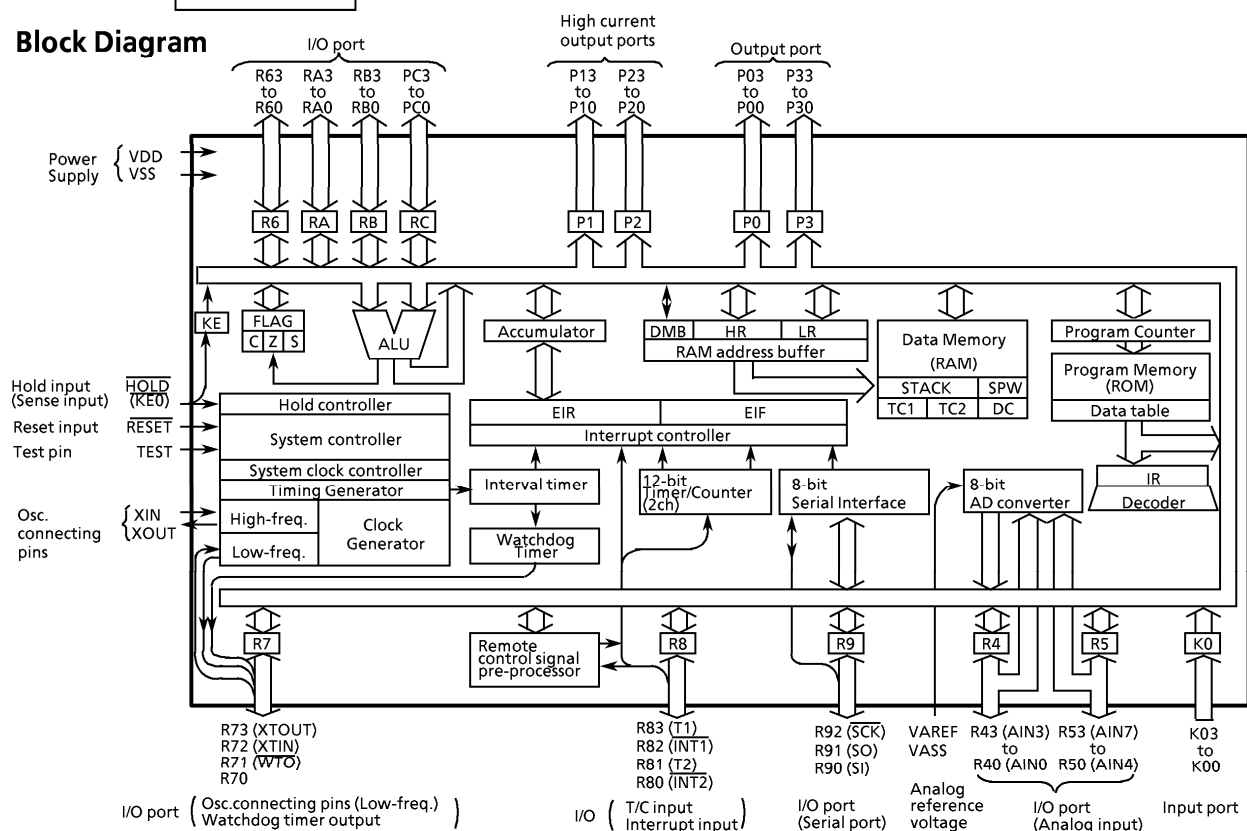 Block Diagram
I/O port
High current
output ports
Output port
R63 RA3 RB3 PC3
to to to to
R60 RA0 RB0 PC0
P13 P23
to to
P10 P20
P03 P33
to to
P00 P30
Power
Supply
VDD
VSS
R6 RA RB RC
P1 P2
P0 P3
KE
FLAG
C Z S
ALU
Accumulator
DMB HR LR
RAM address buffer
Data Memory
(RAM)
STACK SPW
TC1 TC2 DC
Program Counter
Program Memory
(ROM)
Data table
IR
Decoder
Hold input
(Sense input)
HOLD
(KE0)
Reset input RESET
Test pin TEST
Osc.
connecting
pins
XIN
XOUT
Hold controller
System controller
System clock controller
Timing Generator
High-freq.
Low-freq.
Clock
Generator
EIR EIF
Interrupt controller
Interval timer
Watchdog
Timer
12-bit
Timer/Counter
(2ch)
8-bit
Serial Interface
8-bit
AD converter
R7
Remote
control signal
pre-processor
R8
R9
R4
R5
K0
R73 (XTOUT)
R72 (XTIN)
R71 (WTO)
R70
R83 (T1)
R82 (INT1)
R81 (T2)
R80 (INT2)
R92 (SCK)
R91 (SO)
R90 (SI)
VAREF
VASS
R43 (AIN3)
to
R40 (AIN0
R53 (AIN7)
to
R50 (AIN4)
K03
to
K00
I/O port
Osc.connecting pins (Low-freq.)
Watchdog timer output
I/O
T/C input
Interrupt input
I/O port
(Serial port)
Analog
reference
voltage
I/O port
(Analog input)
Input port